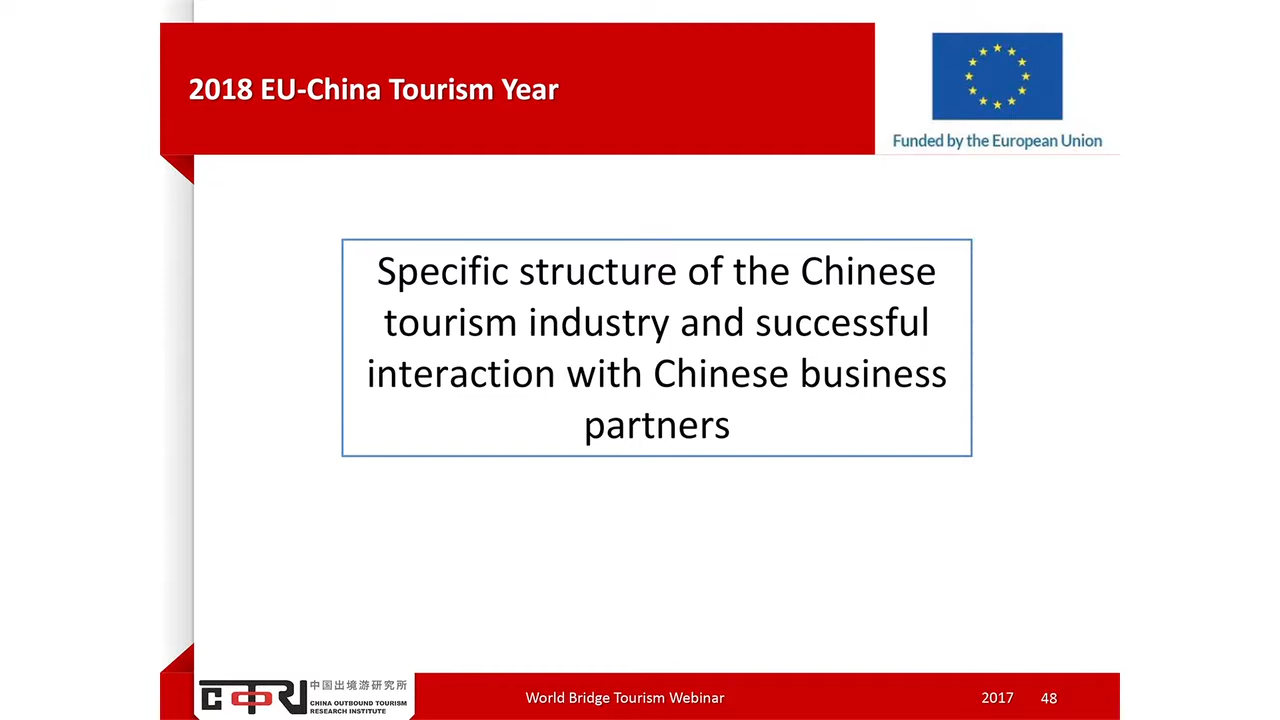 2018 EU-China Tourism Year
Funded by the European Union
Specific structure of the Chinese
tourism industry and successful
interaction with Chinese business
partners
COTRI
中国出境游研究所
CHINA OUTBOUND TOURISM
RESEARCH INSTITUTE
World Bridge Tourism Webinar
2017 48